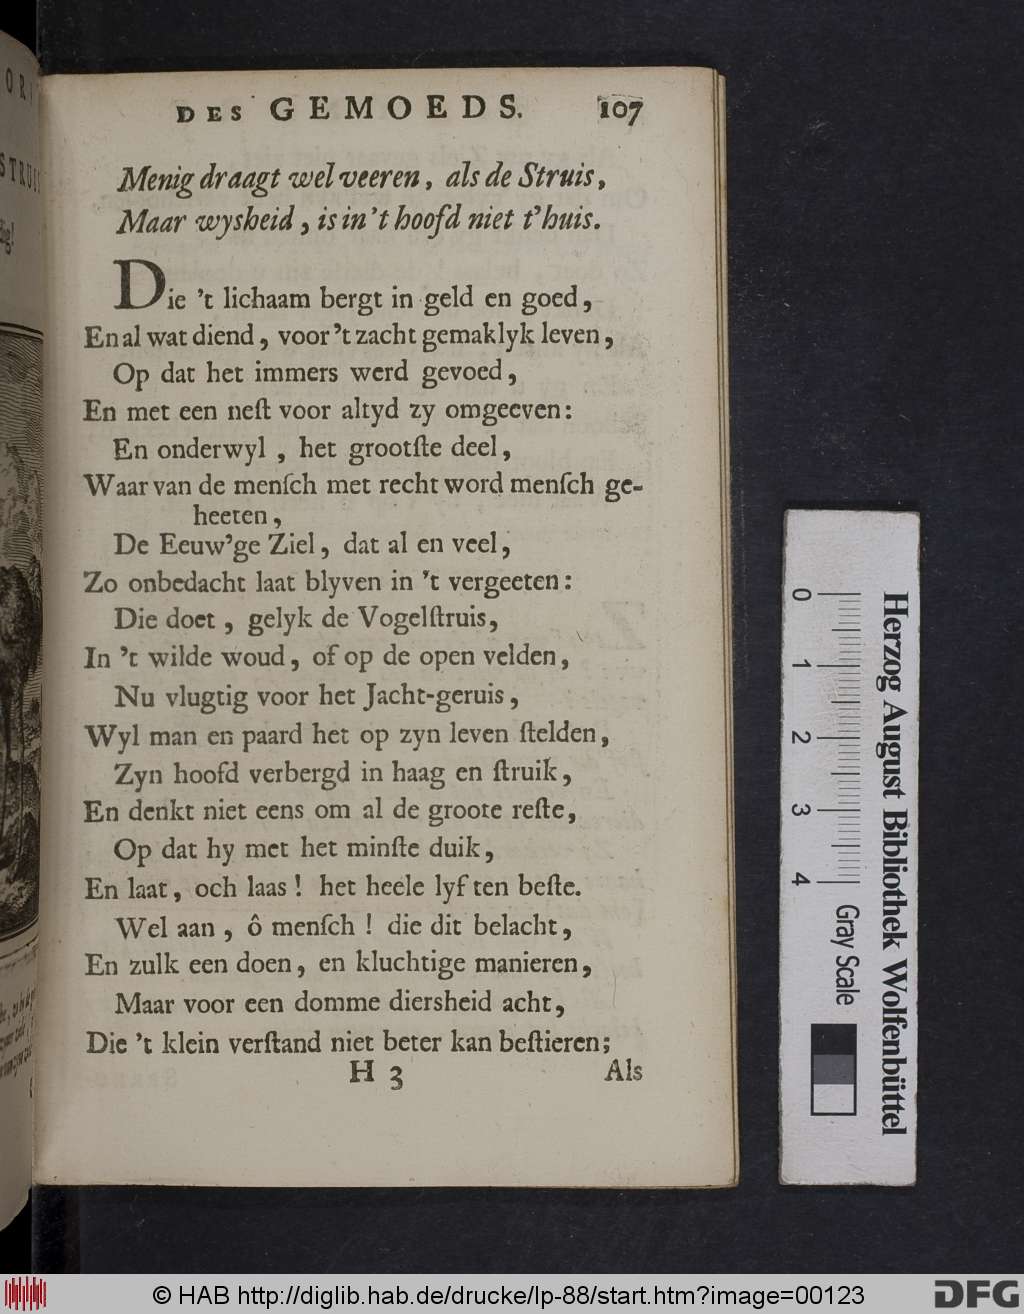 DES GEMOEDS. 107
Menig draagt wel veeren, als de Struis,
Maar wysheid, is in 't hoofd niet t'huis.
Die 't lichaam bergt in geld en goed,
En al wat diend, voor 't zacht gemaklyk leven,
Op dat het immers werd gevoed,
En met een neſt voor altyd zy omgeeven:
En onderwyl, het grootſte deel,
Waar van de menſch met recht word menſch ge-
heeten,
De Eeuw'ge Ziel, dat al en veel,
Zo onbedacht laat blyven in 't vergeeten:
Die doet, gelyk de Vogelſtruis,
In 't wilde woud, of op de open velden,
Nu vlugtig voor het Jacht-geruis,
Wyl man en paard het op zyn leven ſtelden,
Zyn hoofd verbergd in haag en ſtruik,
En denkt niet eens om al de groote reſte,
Op dat hy met het minſte duik,
En laat, och laas! het heele lyf ten beſte.
Wel aan, ô menſch! die dit belacht,
En zulk een doen, en kluchtige manieren,
Maar voor een domme diersheid acht,
Die 't klein verſtand niet beter kan beſtieren;
H 3 Als
0 1 2 3 4
Gray Scale
Herzog August Bibliothek Wolfenbüttel
© HAB http://diglib.hab.de/drucke/lp-88/start.htm?image=00123
DFG